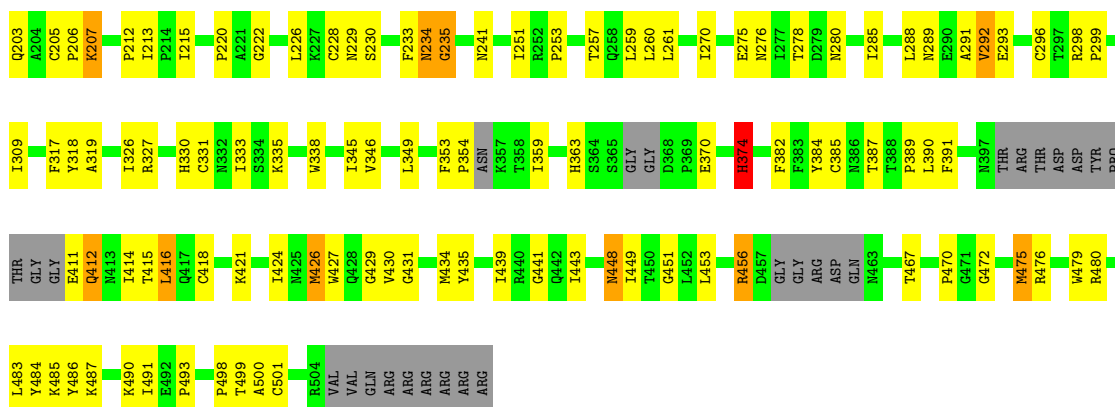 Q203 A204 C205 P206 K207 P212 I213 P214 I215 P220 A221 G222 L226 K227 C228 N229 S230 F233 N234 G235 N241 I251 R252 P253 T257 Q258 L259 L260 L261 I270 E275 N276 I277 T278 D279 N280 I285 L288 N289 E290 A291 V292 E293 C296 T297 R298 P299
I309 F317 Y318 A319 I326 R327 H330 C331 N332 I333 S334 K335 W338 I345 V346 L349 F353 P354 ASN K357 T358 I359 H363 S364 S365 GLY GLY D368 P369 E370 H374 F382 F383 Y384 C385 N386 T387 T388 P389 L390 F391 N397 THR ARG THR ASP ASP TYR PRO
THR GLY GLY E411 Q412 N413 I414 T415 L416 Q417 C418 K421 I424 N425 M426 W427 Q428 G429 V430 G431 M434 Y435 I439 R440 G441 Q442 I443 N448 I449 T450 G451 L452 L453 R456 D457 GLY GLY ARG ASP GLN N463 T467 P470 G471 G472 M475 R476 W479 R480
L483 Y484 K485 Y486 K487 K490 I491 E492 P493 P498 T499 A500 C501 R504 VAL VAL GLN ARG ARG ARG ARG ARG